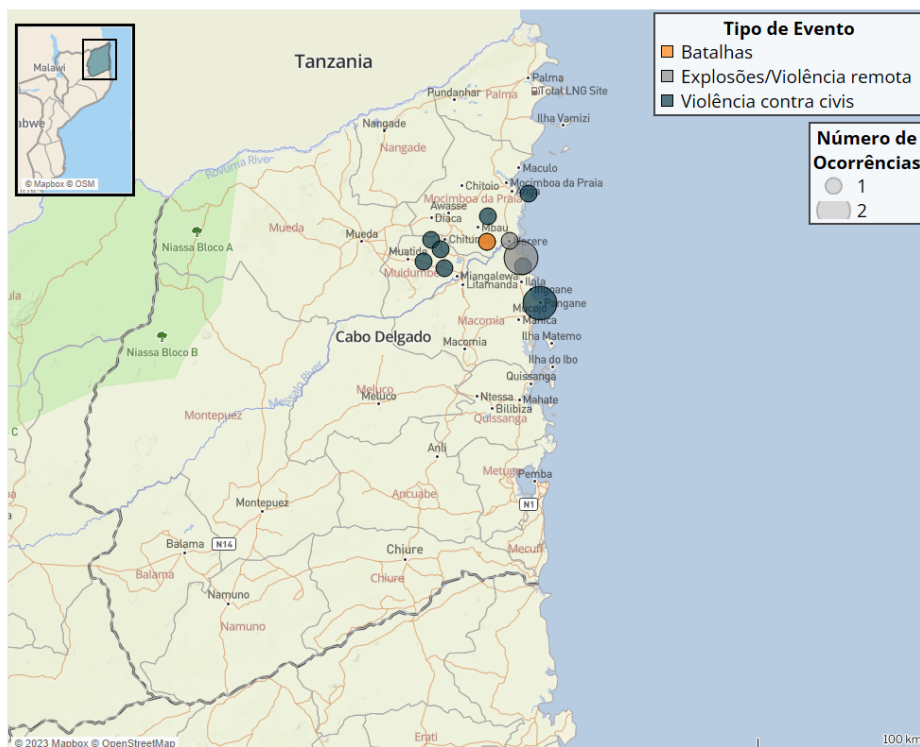 Malawi
abwe
© Mapbox © OSM
Tipo de Evento
Batalhas
Explosões/Violência remota
Violência contra civis
Número de
Ocorrências
1
2
Tanzania
Palma
Total LNG Site
Pundanhar
Palma
Ilha Vamizi
Nangade
Nangade
Rovuma River
Maculo
Chitoio
Mocimboa da Praia
Mocimboa da Praia
Awasse
Diaca
Mbau
Niassa Bloco A
Mueda
Mueda
Muatide
Muidumbe
Miangalewa
Litamanda
Ilala
Pangane
Mucojo
Macomia
Manica
Niassa Bloco B
Cabo Delgado
Macomia
Ilha Matemo
Ilha do Ibo
Messalo River
Meluco
Meluco
Quissanga
Ntessa
Mahate
Bilibiza
Quissanga
Montepuez
C
Anli
Metuge
Pemba
Ancuabe
Montepuez
N1
Balama
N14
Chiure
Mecufi
Balama
Chiure
Namuno
Namuno
Erati
© 2023 Mapbox © OpenStreetMap
100 km